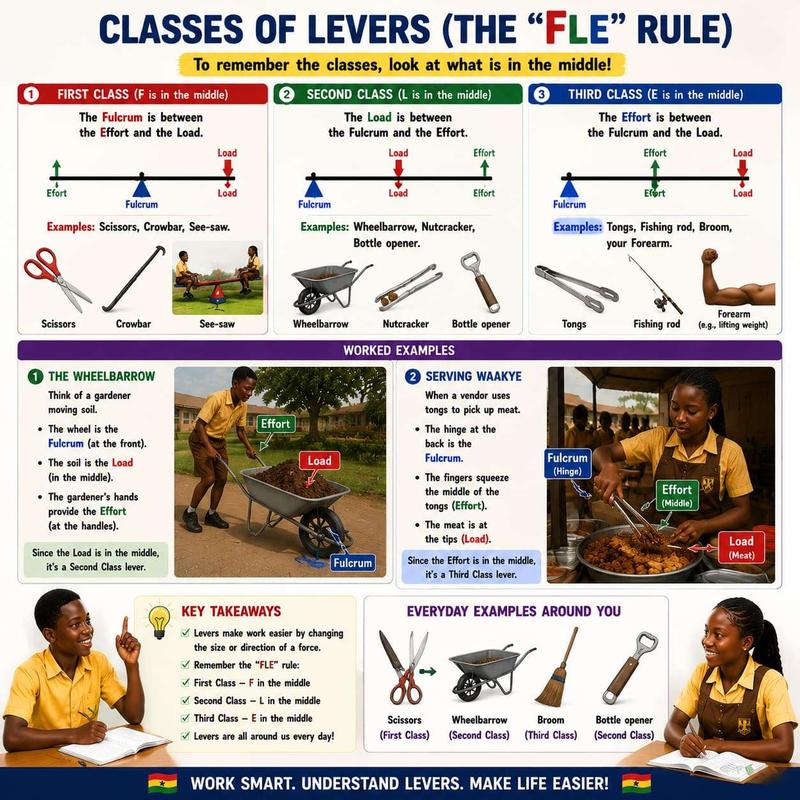 CLASSES OF LEVERS (THE “FLE” RULE)
To remember the classes, look at what is in the middle!
1 FIRST CLASS (F is in the middle)
The Fulcrum is between
the Effort and the Load.
Load
Effort
Load
Fulcrum
Examples: Scissors, Crowbar, See-saw.
Scissors
Crowbar
See-saw
2 SECOND CLASS (L is in the middle)
The Load is between
the Fulcrum and the Effort.
Load
Effort
Load
Effort
Fulcrum
Examples: Wheelbarrow, Nutcracker,
Bottle opener.
Wheelbarrow
Nutcracker
Bottle opener
3 THIRD CLASS (E is in the middle)
The Effort is between
the Fulcrum and the Load.
Effort
Load
Effort
Load
Fulcrum
Examples: Tongs, Fishing rod, Broom,
your Forearm.
Tongs
Fishing rod
Forearm
(e.g., lifting weight)
WORKED EXAMPLES
1 THE WHEELBARROW
Think of a gardener
moving soil.
• The wheel is the
Fulcrum (at the front).
• The soil is the Load
(in the middle).
• The gardener's hands
provide the Effort
(at the handles).
Since the Load is in the middle,
it's a Second Class lever.
Effort
Load
Fulcrum
2 SERVING WAAKYE
When a vendor uses
tongs to pick up meat.
• The hinge at the
back is the
Fulcrum.
• The fingers squeeze
the middle of the
tongs (Effort).
• The meat is at
the tips (Load).
Since the Effort is in the middle,
it's a Third Class lever.
Fulcrum
(Hinge)
Effort
(Middle)
Load
(Meat)
KEY TAKEAWAYS
✓ Levers make work easier by changing
the size or direction of a force.
✓ Remember the “FLE” rule:
✓ First Class – F in the middle
✓ Second Class – L in the middle
✓ Third Class – E in the middle
✓ Levers are all around us every day!
EVERYDAY EXAMPLES AROUND YOU
Scissors
(First Class)
Wheelbarrow
(Second Class)
Broom
(Third Class)
Bottle opener
(Second Class)
WORK SMART. UNDERSTAND LEVERS. MAKE LIFE EASIER!